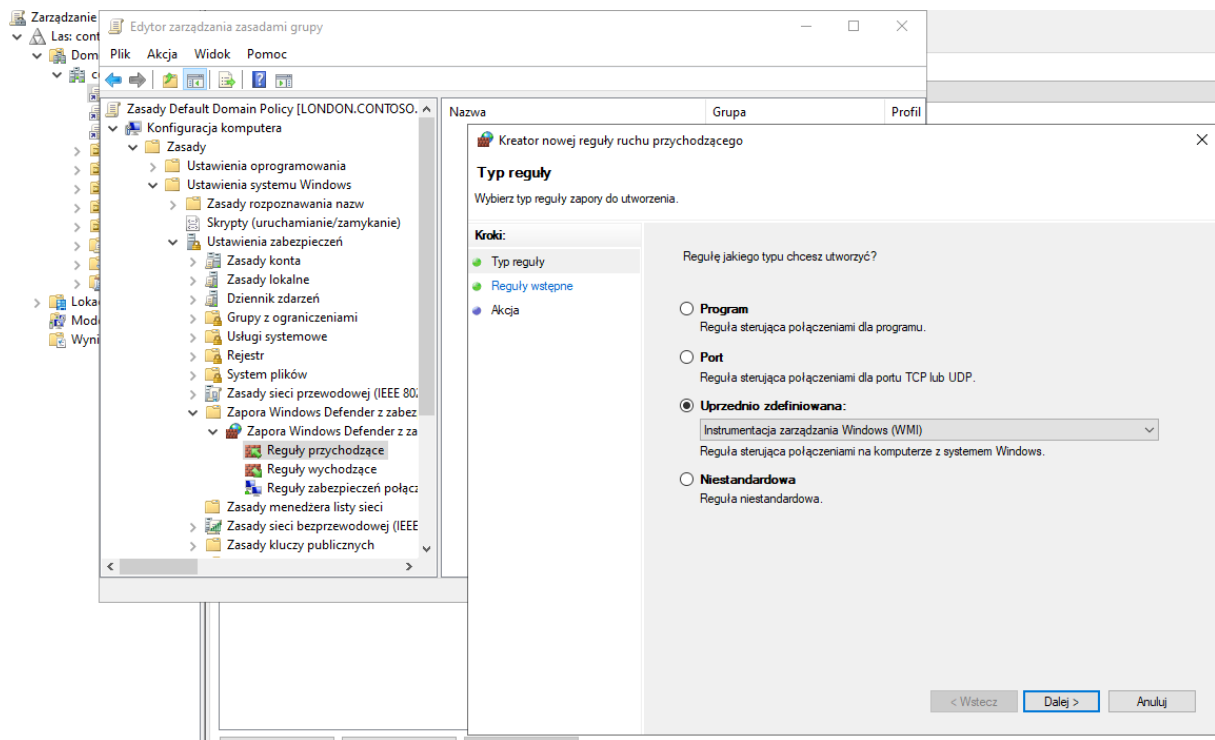 Zarządzanie
Las: cont
Dom
Loka
Mode
Wyni
Edytor zarządzania zasadami grupy
Plik Akcja Widok Pomoc
Zasady Default Domain Policy [LONDON.CONTOSO.
Konfiguracja komputera
Zasady
Ustawienia oprogramowania
Ustawienia systemu Windows
Zasady rozpoznawania nazw
Skrypty (uruchamianie/zamykanie)
Ustawienia zabezpieczeń
Zasady konta
Zasady lokalne
Dziennik zdarzeń
Grupy z ograniczeniami
Usługi systemowe
Rejestr
System plików
Zasady sieci przewodowej (IEEE 80
Zapora Windows Defender z zabez
Zapora Windows Defender z za
Reguły przychodzące
Reguły wychodzące
Reguły zabezpieczeń połącz
Zasady menedżera listy sieci
Zasady sieci bezprzewodowej (IEEE
Zasady kluczy publicznych
Nazwa Grupa Profil
Kreator nowej reguły ruchu przychodzącego
Typ reguły
Wybierz typ reguły zapory do utworzenia.
Kroki:
Typ reguły
Reguły wstępne
Akcja
Regułę jakiego typu chcesz utworzyć?
Program
Reguła sterująca połączeniami dla programu.
Port
Reguła sterująca połączeniami dla portu TCP lub UDP.
Uprzednio zdefiniowana:
Instrumentacja zarządzania Windows (WMI)
Reguła sterująca połączeniami na komputerze z systemem Windows.
Niestandardowa
Reguła niestandardowa.
< Wstecz Dalej > Anuluj